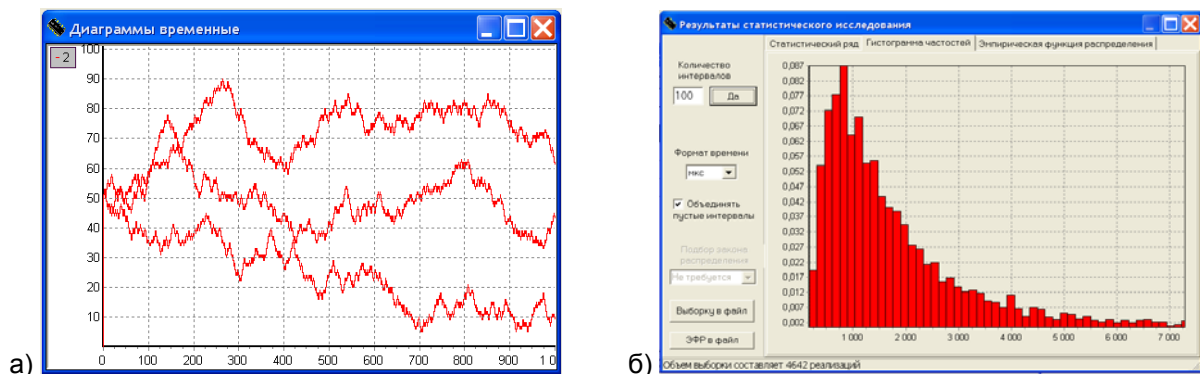 Диаграммы временные
- 2
100
90
80
70
60
50
40
30
20
10
0 100 200 300 400 500 600 700 800 900 1 0
а)
Результаты статистического исследования
Статистический ряд Гистограмма частостей Эмпирическая функция распределения
Количество
интервалов
100 Да
Формат времени
мкс
Объединять
пустые интервалы
Подбор закона
распределения
Не требуется
Выборку в файл
ЭФР в файл
0,087
0,082
0,077
0,072
0,067
0,062
0,057
0,052
0,047
0,042
0,037
0,032
0,027
0,022
0,017
0,012
0,007
0,002
1 000 2 000 3 000 4 000 5 000 6 000 7 000
б)
Объем выборки составляет 4642 реализаций